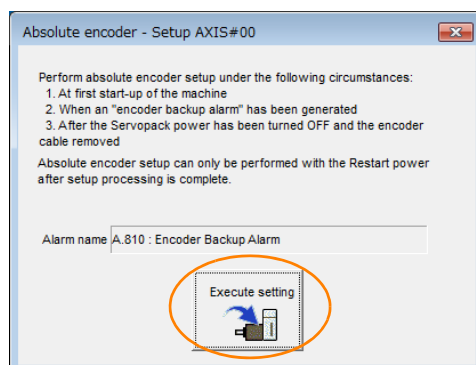 Absolute encoder - Setup AXIS#00
Perform absolute encoder setup under the following circumstances:
1. At first start-up of the machine
2. When an "encoder backup alarm" has been generated
3. After the Servopack power has been turned OFF and the encoder
cable removed
Absolute encoder setup can only be performed with the Restart power
after setup processing is complete.
Alarm name A.810 : Encoder Backup Alarm
Execute setting